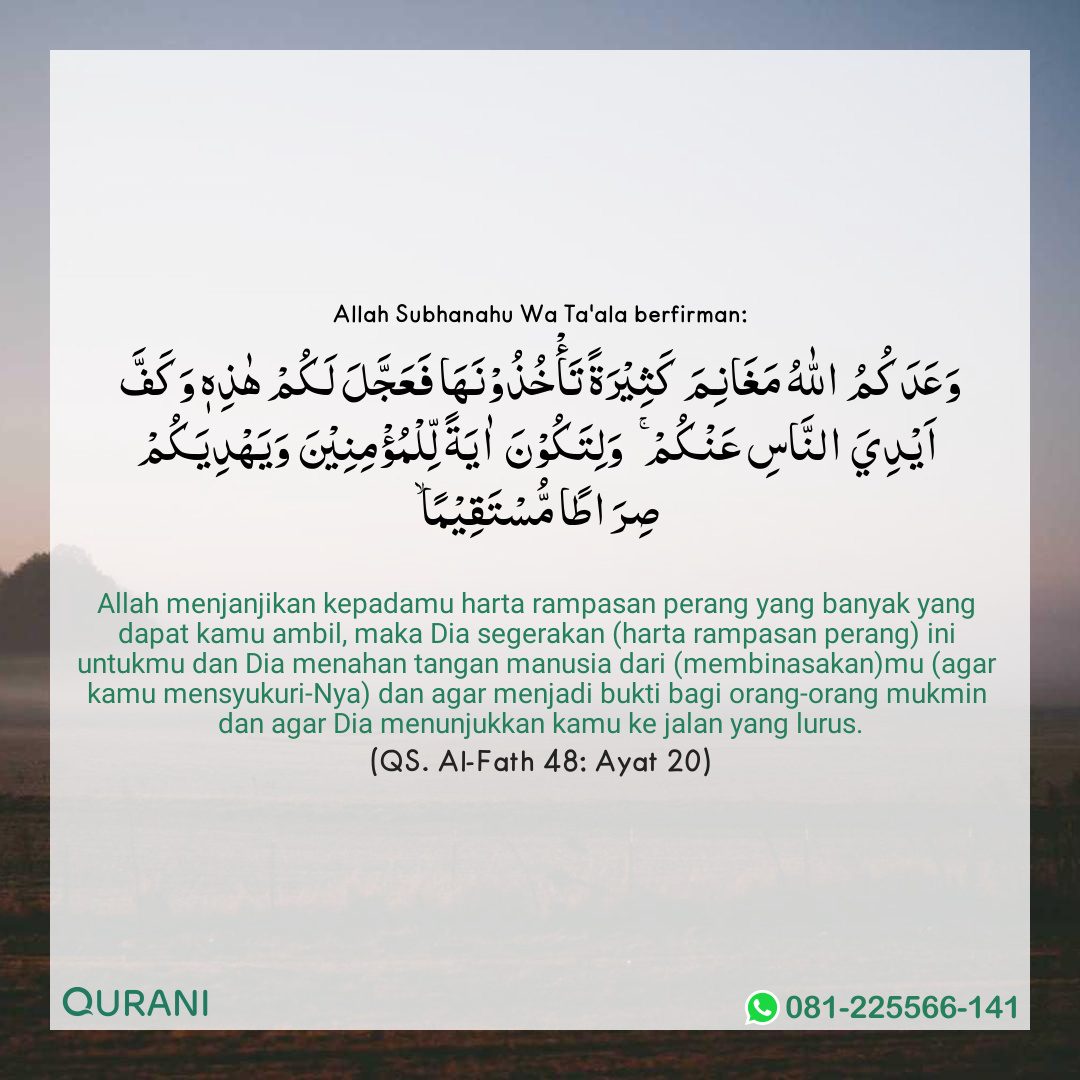 Allah Subhanahu Wa Ta'ala berfirman:
وَعَدَكُمُ اللّٰهُ مَغَانِمَ كَثِيْرَةً تَأْخُذُوْنَهَا فَعَجَّلَ لَكُمْ هٰذِهٖ وَكَفَّ
اَيْدِيَ النَّاسِ عَنْكُمْۚ وَلِتَكُوْنَ اٰيَةً لِّلْمُؤْمِنِيْنَ وَيَهْدِيَكُمْ
صِرَاطًا مُّسْتَقِيْمًاۙ
Allah menjanjikan kepadamu harta rampasan perang yang banyak yang
dapat kamu ambil, maka Dia segerakan (harta rampasan perang) ini
untukmu dan Dia menahan tangan manusia dari (membinasakan)mu (agar
kamu mensyukuri-Nya) dan agar menjadi bukti bagi orang-orang mukmin
dan agar Dia menunjukkan kamu ke jalan yang lurus.
(QS. Al-Fath 48: Ayat 20)
QURANI
081-225566-141